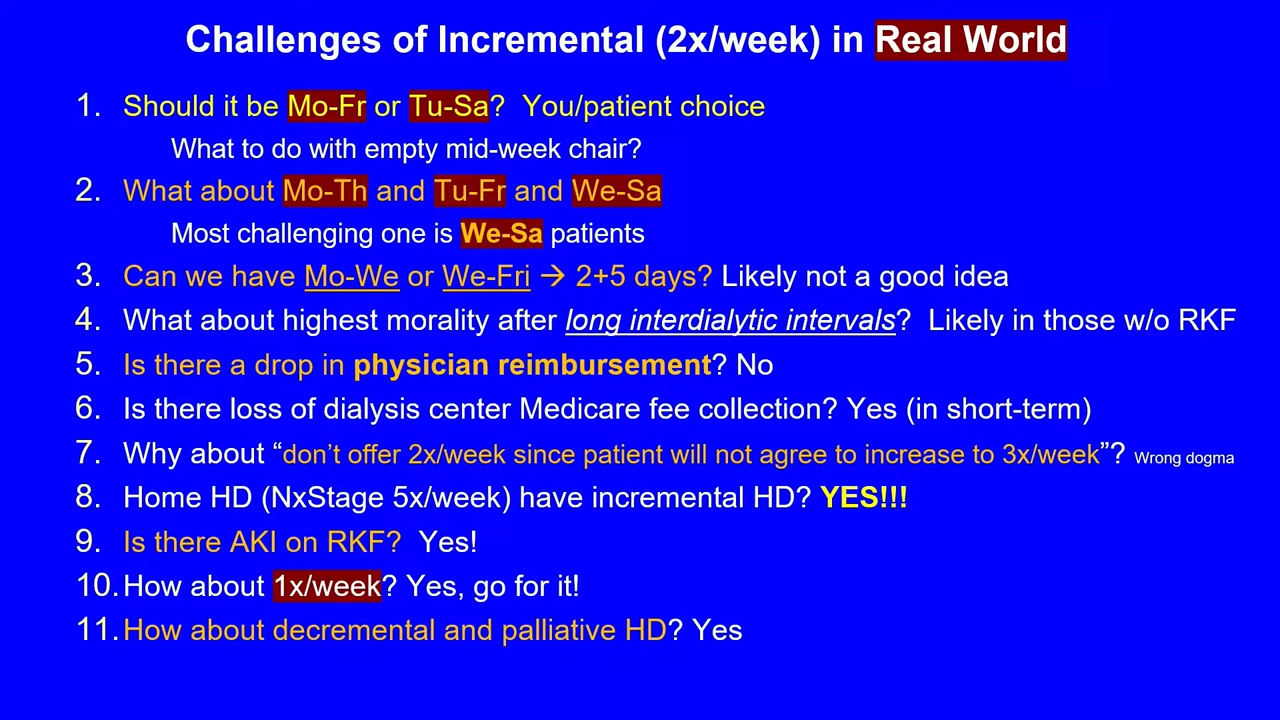 Challenges of Incremental (2x/week) in Real World
1. Should it be Mo-Fr or Tu-Sa? You/patient choice
What to do with empty mid-week chair?
2. What about Mo-Th and Tu-Fr and We-Sa
Most challenging one is We-Sa patients
3. Can we have Mo-We or We-Fri → 2+5 days? Likely not a good idea
4. What about highest morality after long interdialytic intervals? Likely in those w/o RKF
5. Is there a drop in physician reimbursement? No
6. Is there loss of dialysis center Medicare fee collection? Yes (in short-term)
7. Why about “don’t offer 2x/week since patient will not agree to increase to 3x/week”? Wrong dogma
8. Home HD (NxStage 5x/week) have incremental HD? YES!!!
9. Is there AKI on RKF? Yes!
10. How about 1x/week? Yes, go for it!
11. How about decremental and palliative HD? Yes